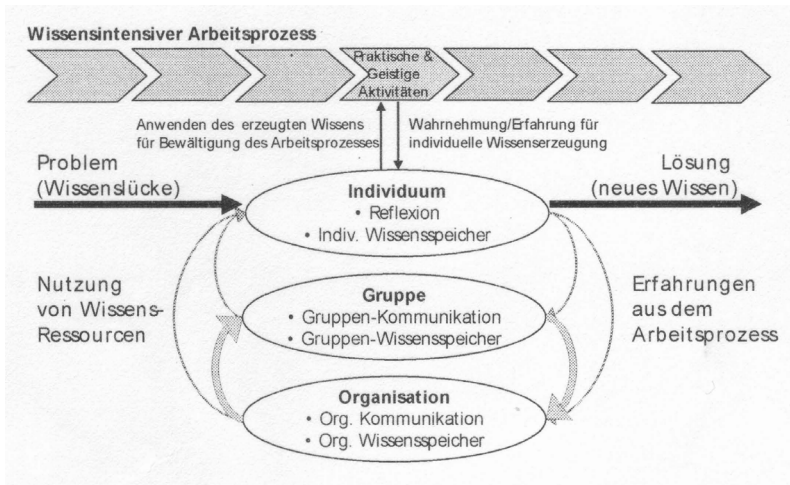 Wissensintensiver Arbeitsprozess
Praktische &
Geistige
Aktivitäten
Anwenden des erzeugten Wissens
für Bewältigung des Arbeitsprozesses
Wahrnehmung/Erfahrung für
individuelle Wissenserzeugung
Problem
(Wissenslücke)
Lösung
(neues Wissen)
Individuum
• Reflexion
• Indiv. Wissensspeicher
Nutzung
von Wissens-
Ressourcen
Gruppe
• Gruppen-Kommunikation
• Gruppen-Wissensspeicher
Erfahrungen
aus dem
Arbeitsprozess
Organisation
• Org. Kommunikation
• Org. Wissensspeicher